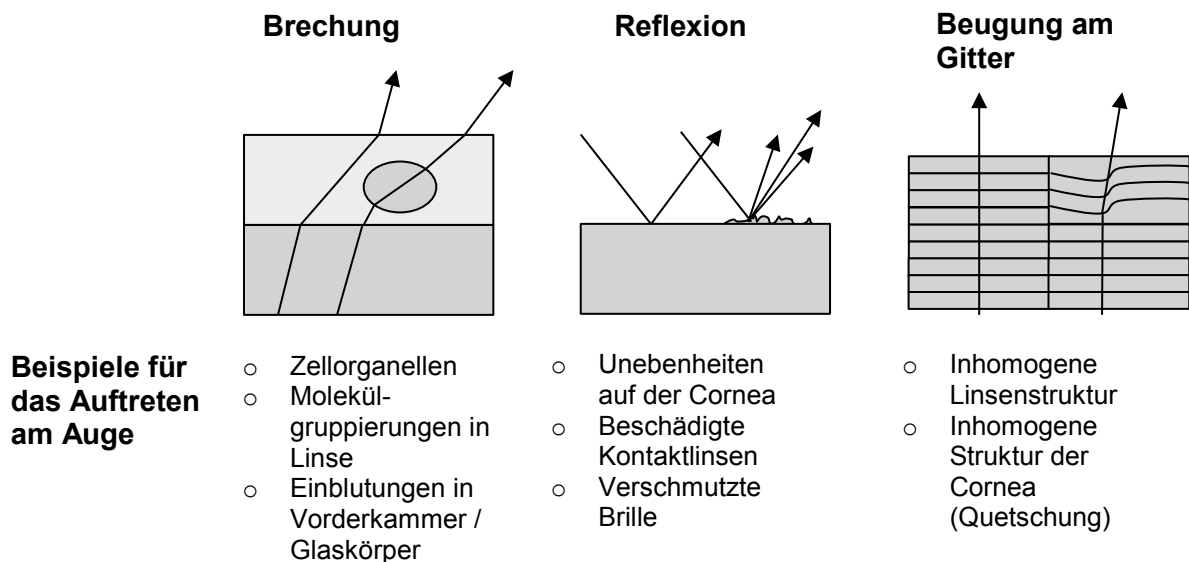 Brechung
Reflexion
Beugung am
Gitter
Beispiele für
das Auftreten
am Auge
o Zellorganellen
o Molekül-
gruppierungen in
Linse
o Einblutungen in
Vorderkammer /
Glaskörper
o Unebenheiten
auf der Cornea
o Beschädigte
Kontaktlinsen
o Verschmutzte
Brille
o Inhomogene
Linsenstruktur
o Inhomogene
Struktur der
Cornea
(Quetschung)